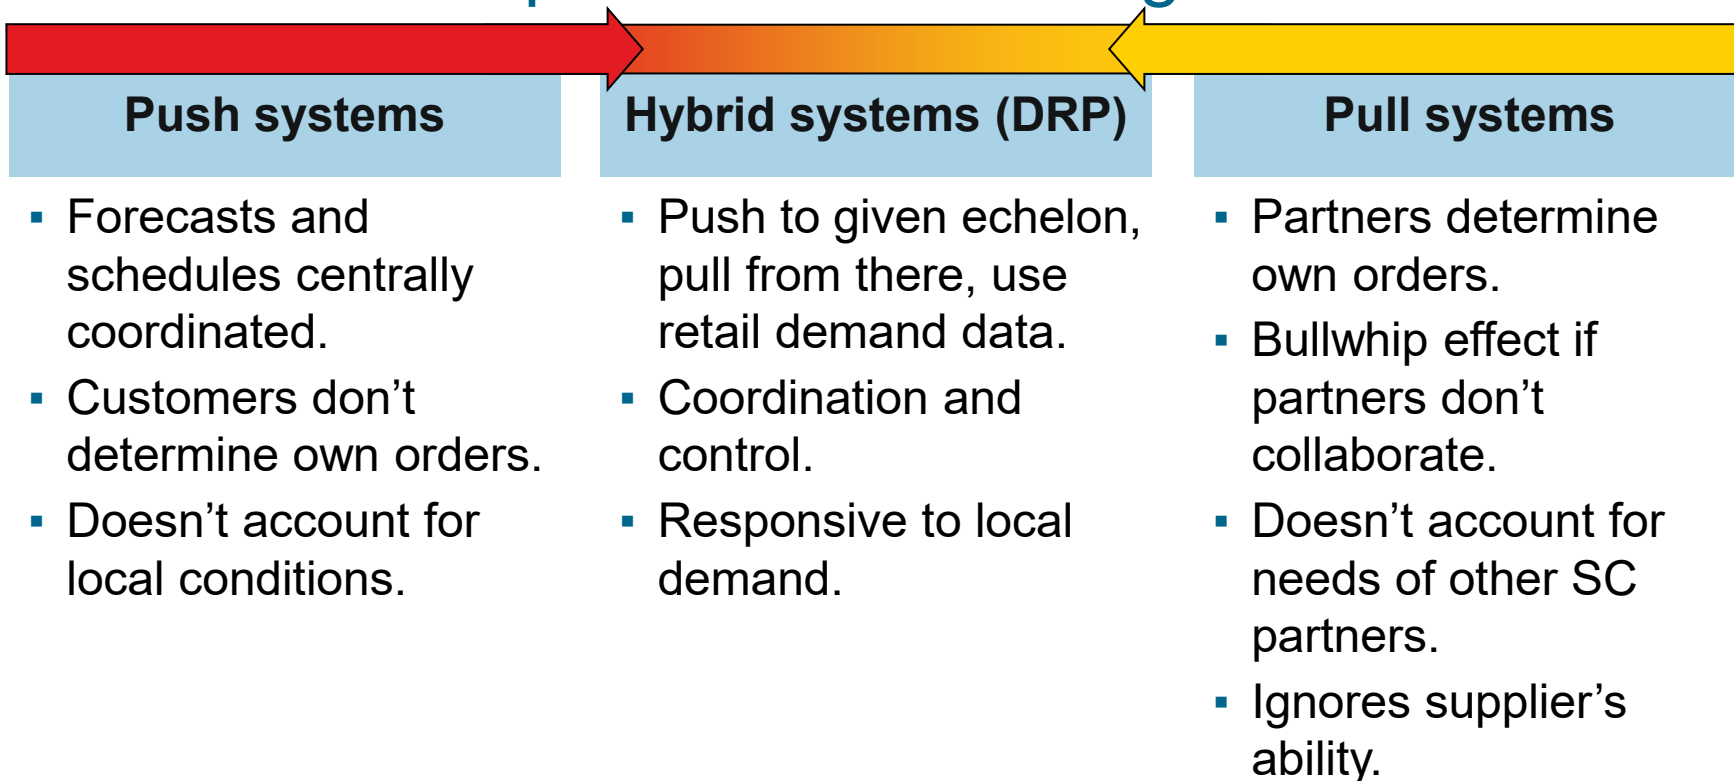 Push systems
Hybrid systems (DRP)
Pull systems
▪ Forecasts and
schedules centrally
coordinated.
▪ Customers don’t
determine own orders.
▪ Doesn’t account for
local conditions.
▪ Push to given echelon,
pull from there, use
retail demand data.
▪ Coordination and
control.
▪ Responsive to local
demand.
▪ Partners determine
own orders.
▪ Bullwhip effect if
partners don’t
collaborate.
▪ Doesn’t account for
needs of other SC
partners.
▪ Ignores supplier’s
ability.